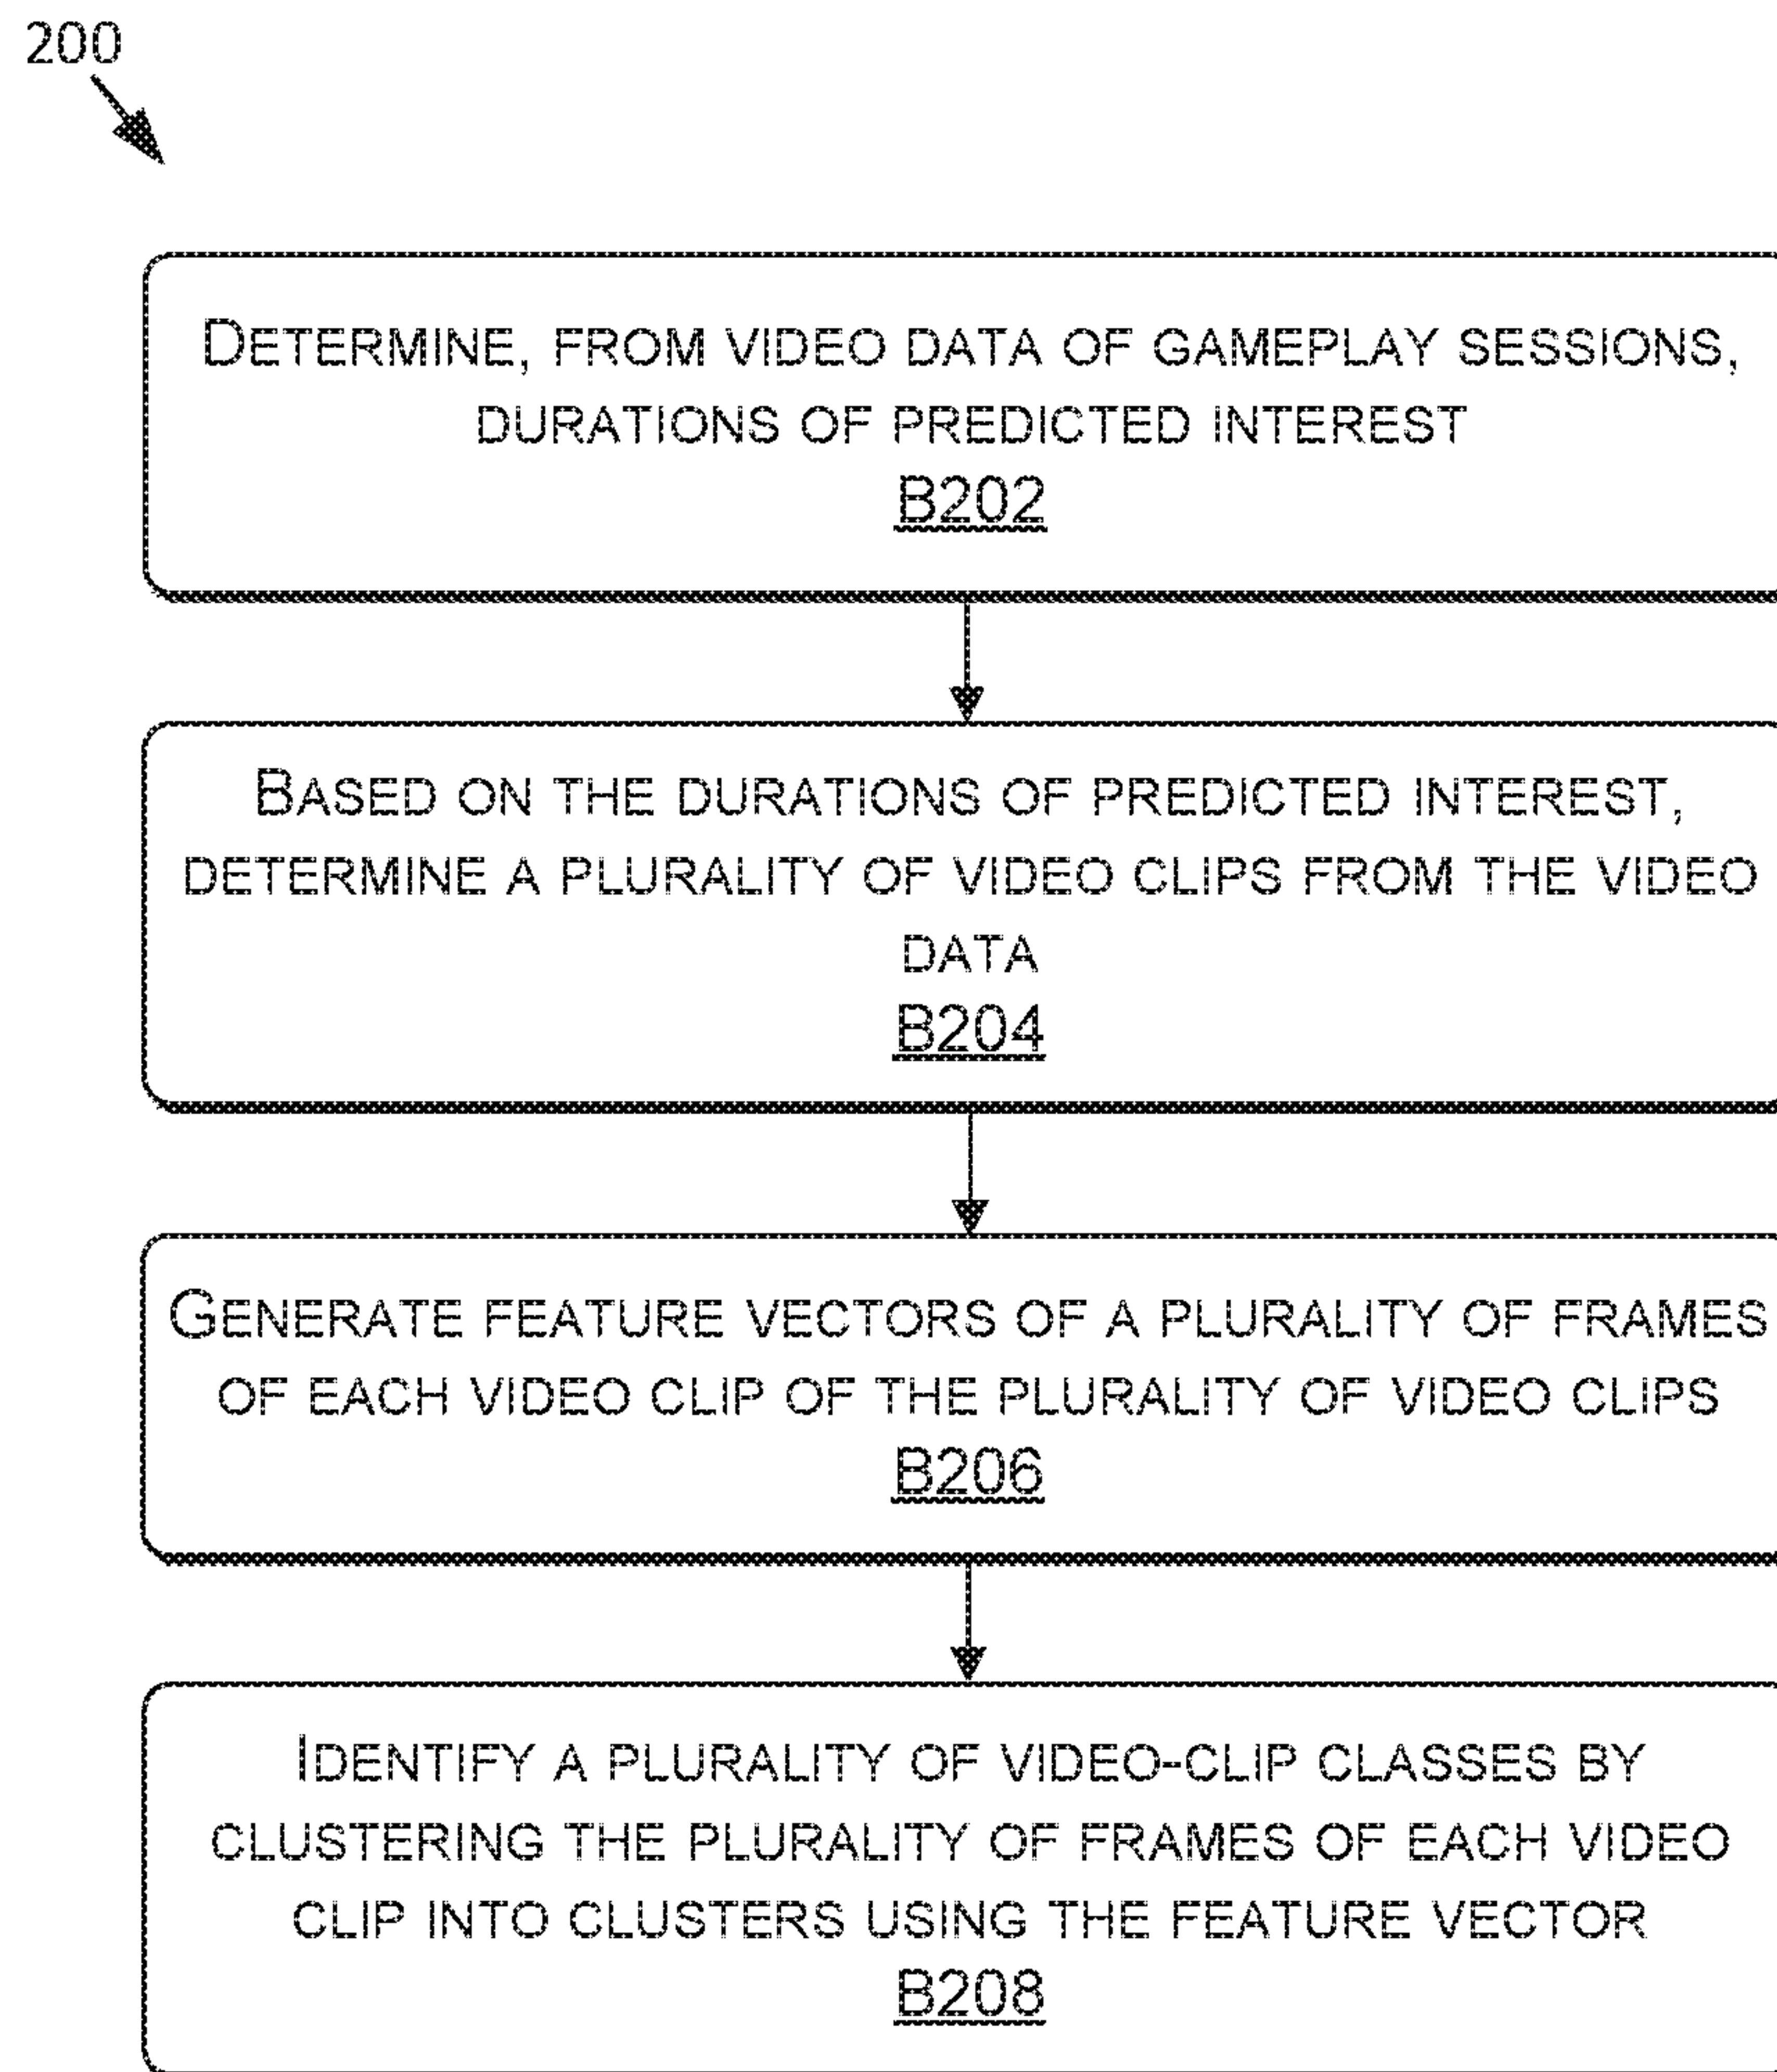 200
DETERMINE, FROM VIDEO DATA OF GAMEPLAY SESSIONS,
DURATIONS OF PREDICTED INTEREST
B202
BASED ON THE DURATIONS OF PREDICTED INTEREST,
DETERMINE A PLURALITY OF VIDEO CLIPS FROM THE VIDEO
DATA
B204
GENERATE FEATURE VECTORS OF A PLURALITY OF FRAMES
OF EACH VIDEO CLIP OF THE PLURALITY OF VIDEO CLIPS
B206
IDENTIFY A PLURALITY OF VIDEO-CLIP CLASSES BY
CLUSTERING THE PLURALITY OF FRAMES OF EACH VIDEO
CLIP INTO CLUSTERS USING THE FEATURE VECTOR
B208